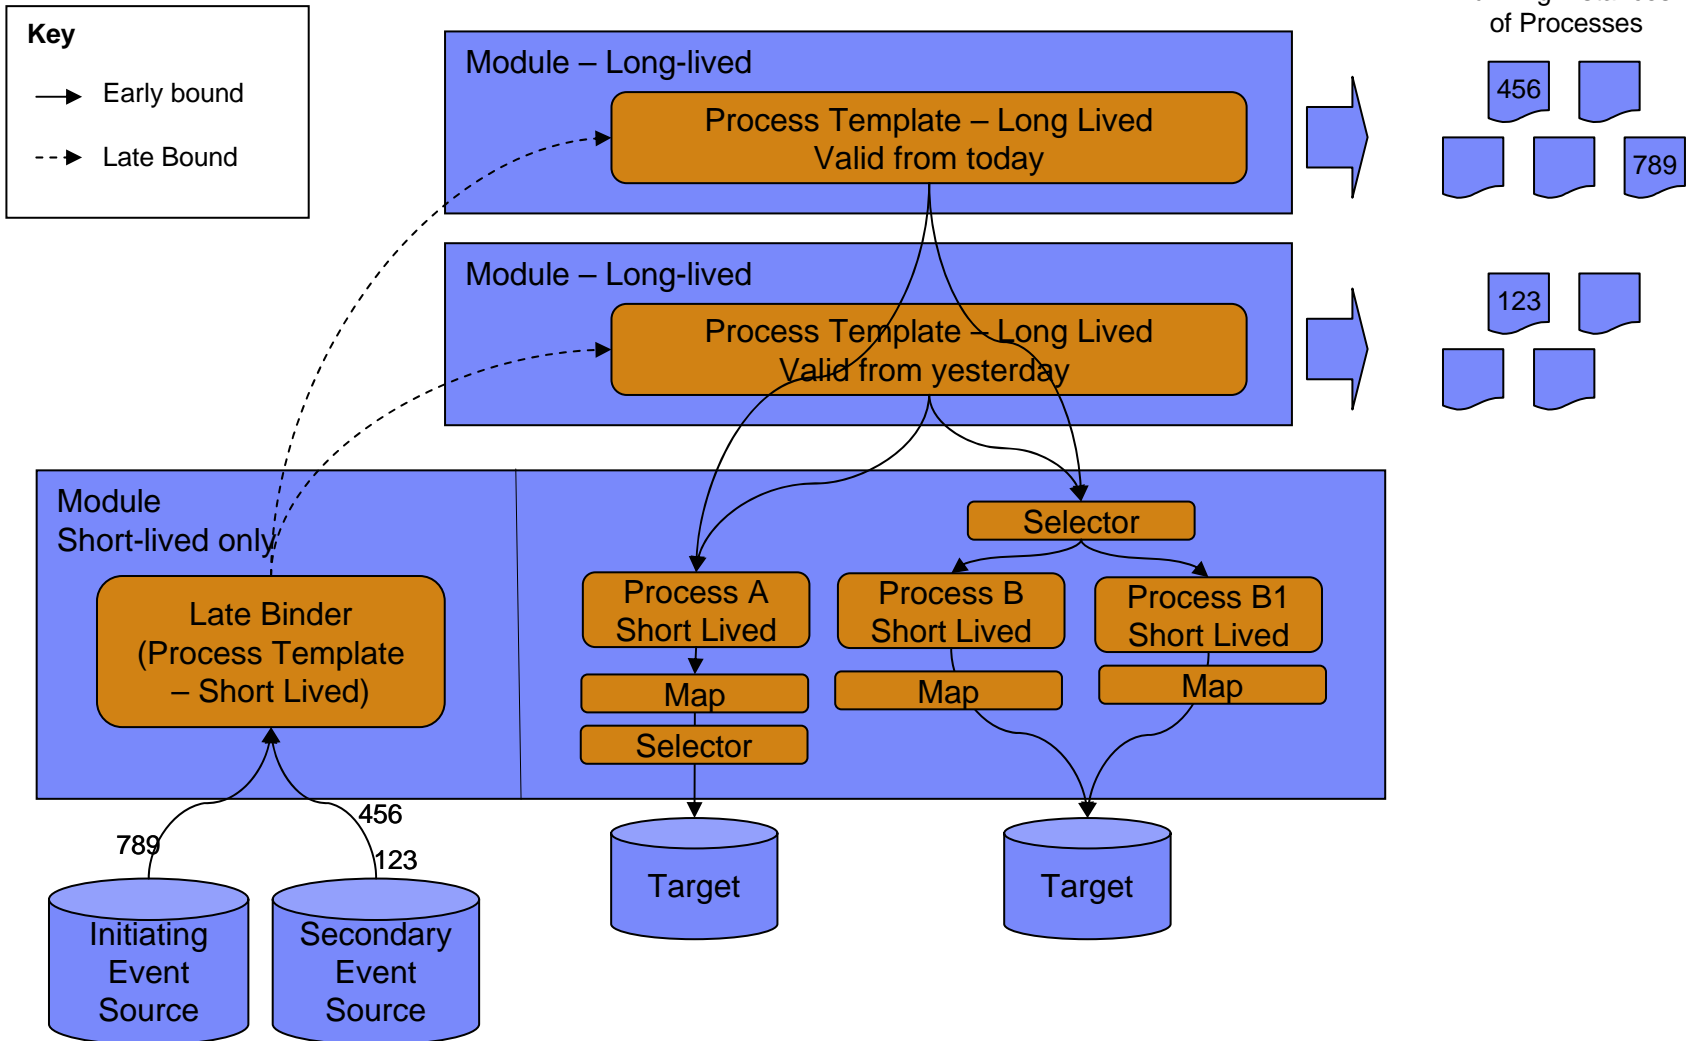 Key
Early bound
Late Bound
of Processes
Module – Long-lived
Process Template – Long Lived
Valid from today
456
789
Module – Long-lived
Process Template – Long Lived
Valid from yesterday
123
Module
Short-lived only
Late Binder
(Process Template
– Short Lived)
Selector
Process A
Short Lived
Process B
Short Lived
Process B1
Short Lived
Map
Map
Map
Selector
789
456
123
Initiating
Event
Source
Secondary
Event
Source
Target
Target